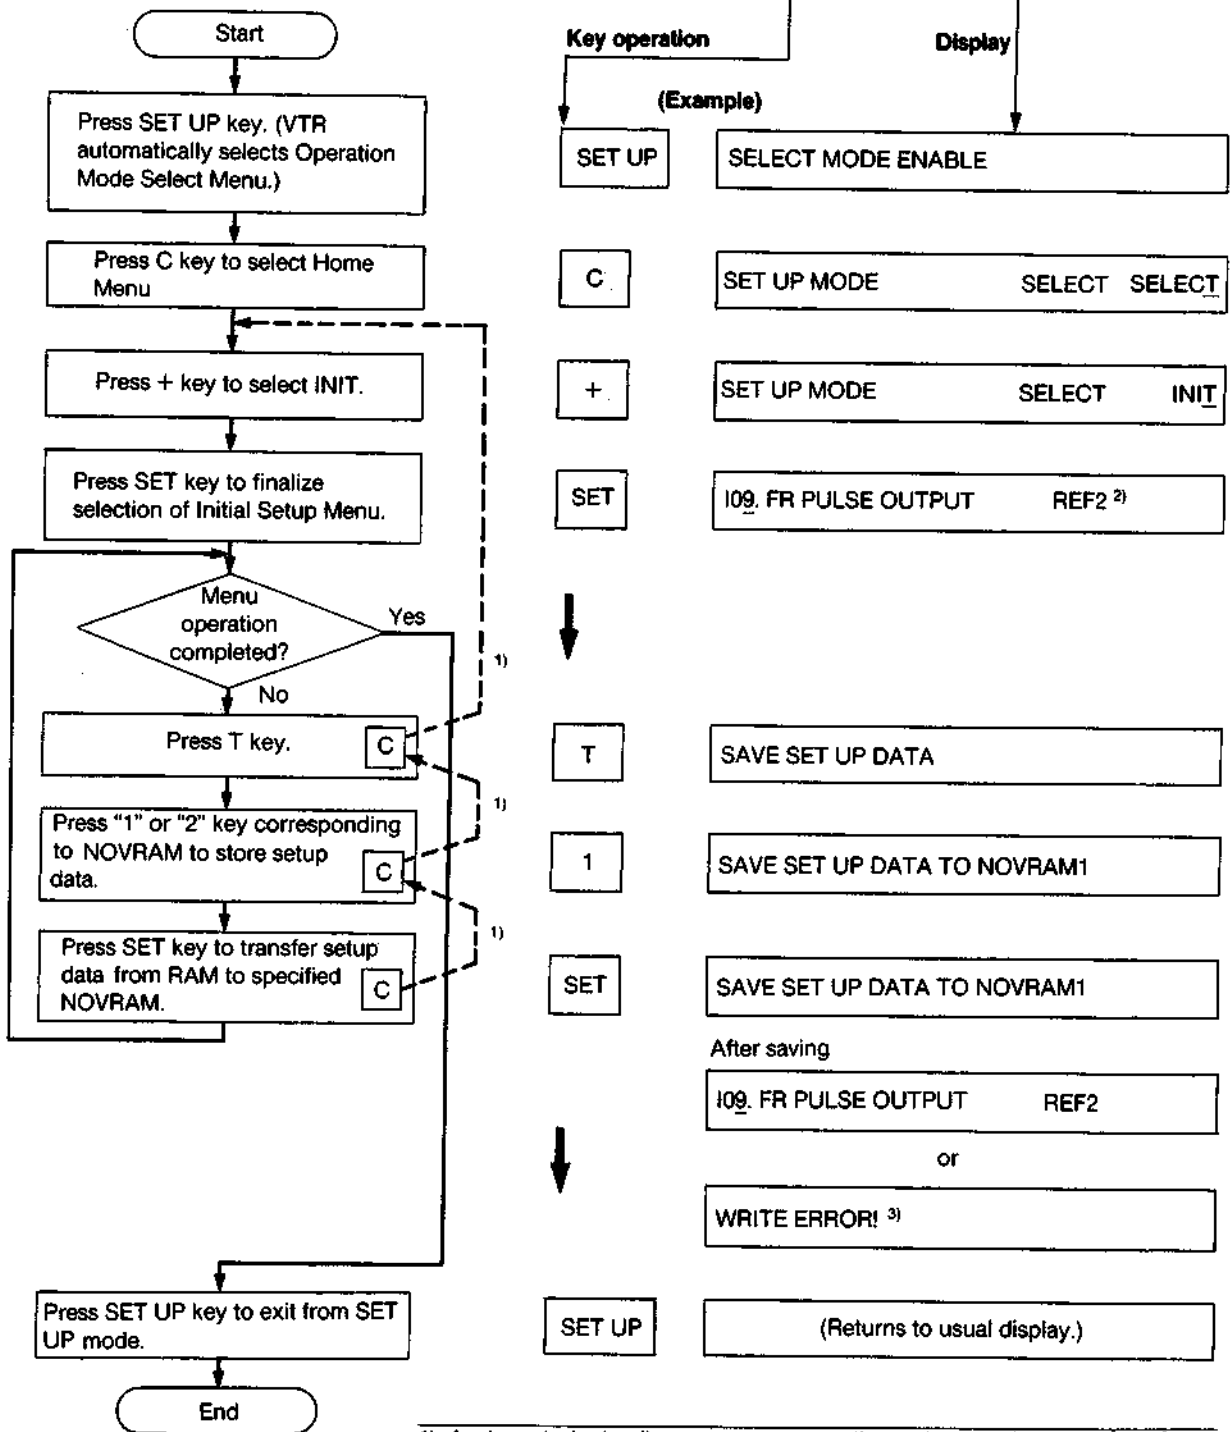 Start
Key operation
Display
(Example)
Press SET UP key. (VTR
automatically selects Operation
Mode Select Menu.)
SET UP
SELECT MODE ENABLE
Press C key to select Home
Menu
C
SET UP MODE SELECT SELECT
Press + key to select INIT.
+
SET UP MODE SELECT INIT
Press SET key to finalize
selection of Initial Setup Menu.
SET
I09. FR PULSE OUTPUT REF2 2)
Menu
operation
completed?
Yes
No
1)
Press T key.
C
T
SAVE SET UP DATA
1)
Press "1" or "2" key corresponding
to NOVRAM to store setup
data.
C
1
SAVE SET UP DATA TO NOVRAM1
1)
Press SET key to transfer setup
data from RAM to specified
NOVRAM.
C
SET
SAVE SET UP DATA TO NOVRAM1
After saving
I09. FR PULSE OUTPUT REF2
or
WRITE ERROR! 3)
Press SET UP key to exit from SET
UP mode.
SET UP
(Returns to usual display.)
End